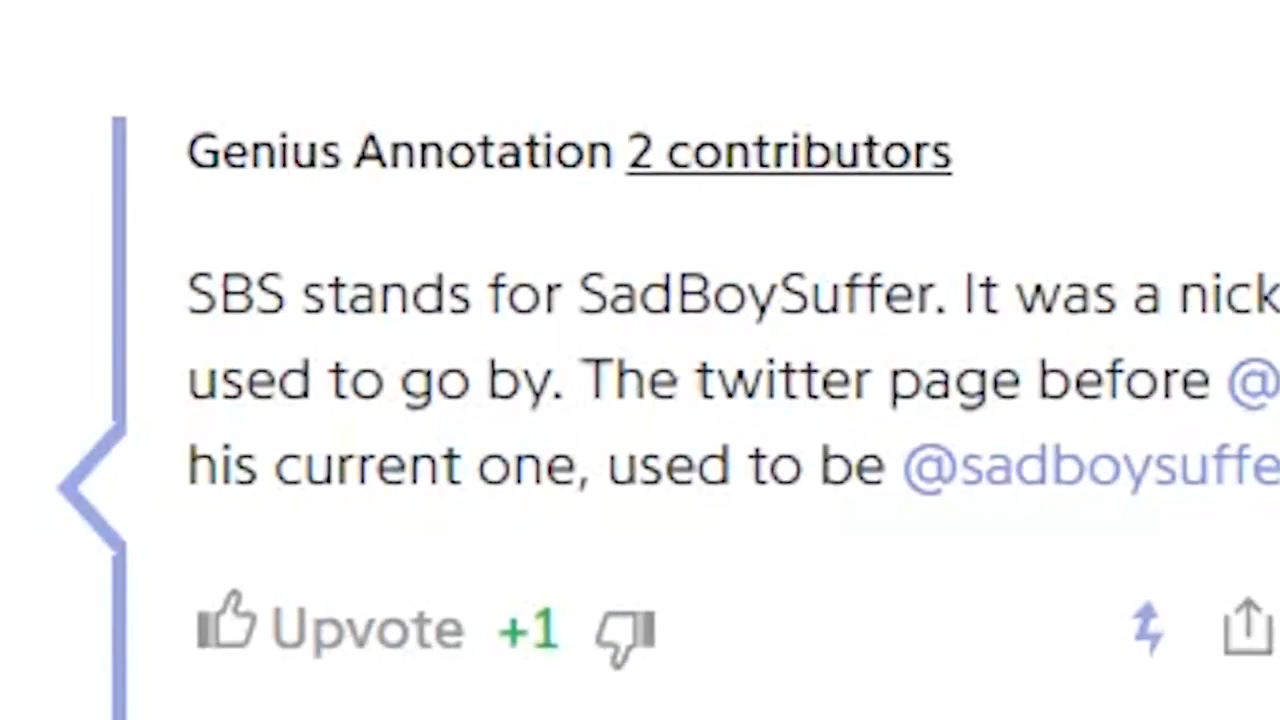 Genius Annotation 2 contributors
SBS stands for SadBoySuffer. It was a nick
used to go by. The twitter page before @
his current one, used to be @sadboysuffe
Upvote +1